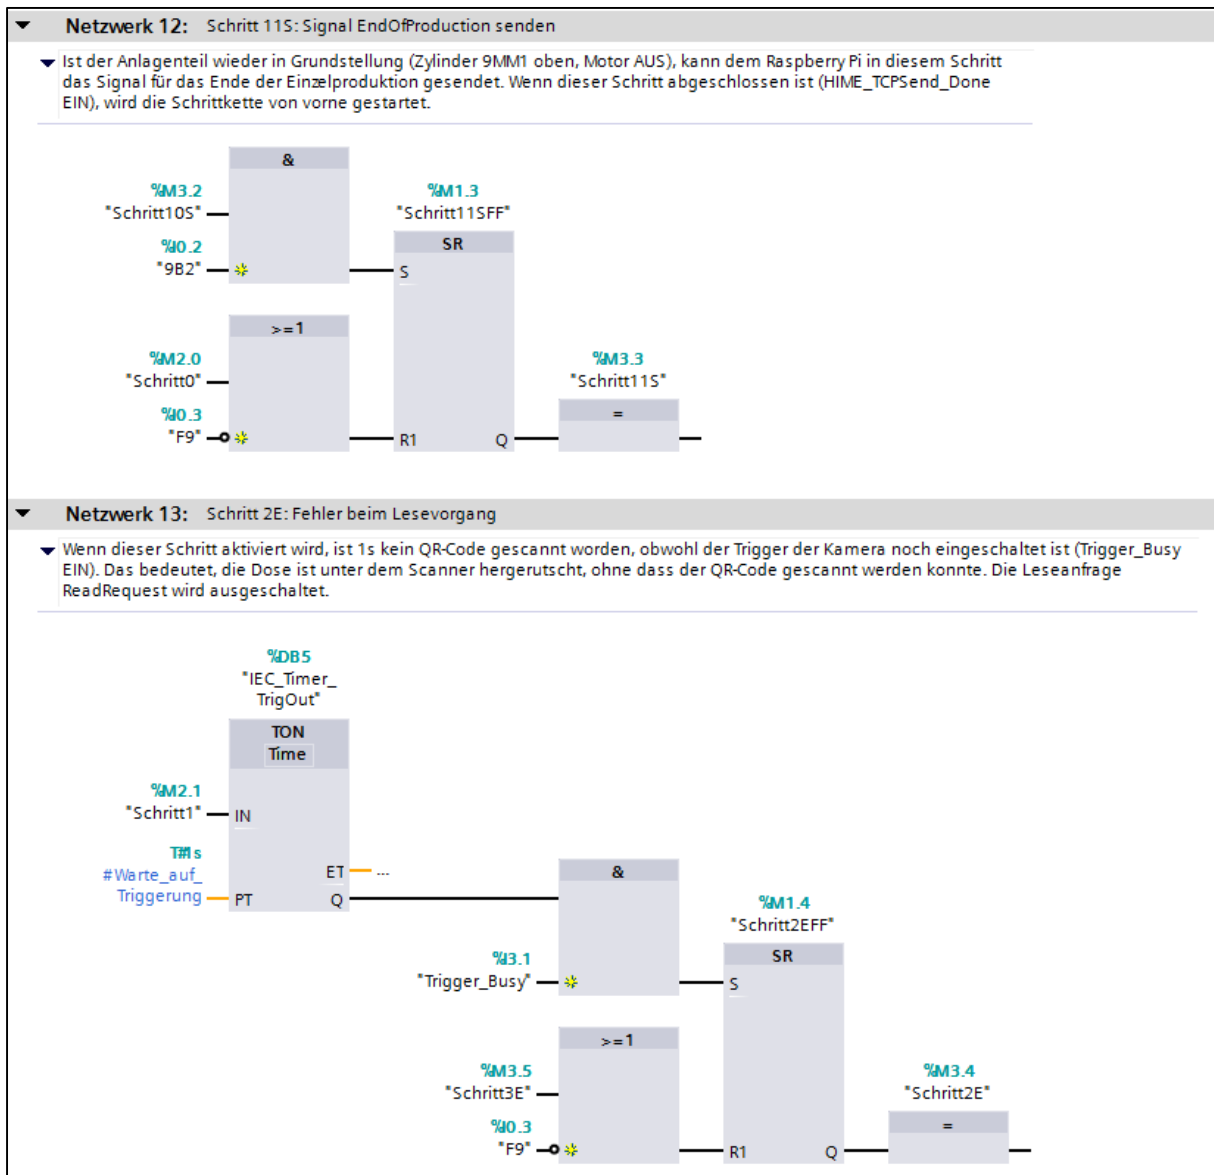 Netzwerk 12: Schritt 11S: Signal EndOfProduction senden
Ist der Anlagenteil wieder in Grundstellung (Zylinder 9MM1 oben, Motor AUS), kann dem Raspberry Pi in diesem Schritt
das Signal für das Ende der Einzelproduktion gesendet. Wenn dieser Schritt abgeschlossen ist (HIME_TCPSend_Done
EIN), wird die Schrittkette von vorne gestartet.
&
%M3.2
"Schritt10S"
%M1.3
"Schritt11SFF"
SR
%I0.2
"9B2"
S
>=1
%M2.0
"Schritt0"
%M3.3
"Schritt11S"
=
%I0.3
"F9"
R1
Q
Netzwerk 13: Schritt 2E: Fehler beim Lesevorgang
Wenn dieser Schritt aktiviert wird, ist 1s kein QR-Code gescannt worden, obwohl der Trigger der Kamera noch eingeschaltet ist (Trigger_Busy
EIN). Das bedeutet, die Dose ist unter dem Scanner hergerutscht, ohne dass der QR-Code gescannt werden konnte. Die Leseanfrage
ReadRequest wird ausgeschaltet.
%DB5
"IEC_Timer_
TrigOut"
TON
Time
%M2.1
"Schritt1"
IN
T#1s
#Warte_auf_
Triggerung
PT
ET
...
Q
&
%M1.4
"Schritt2EFF"
SR
%I3.1
"Trigger_Busy"
S
>=1
%M3.5
"Schritt3E"
%M3.4
"Schritt2E"
=
%I0.3
"F9"
R1
Q